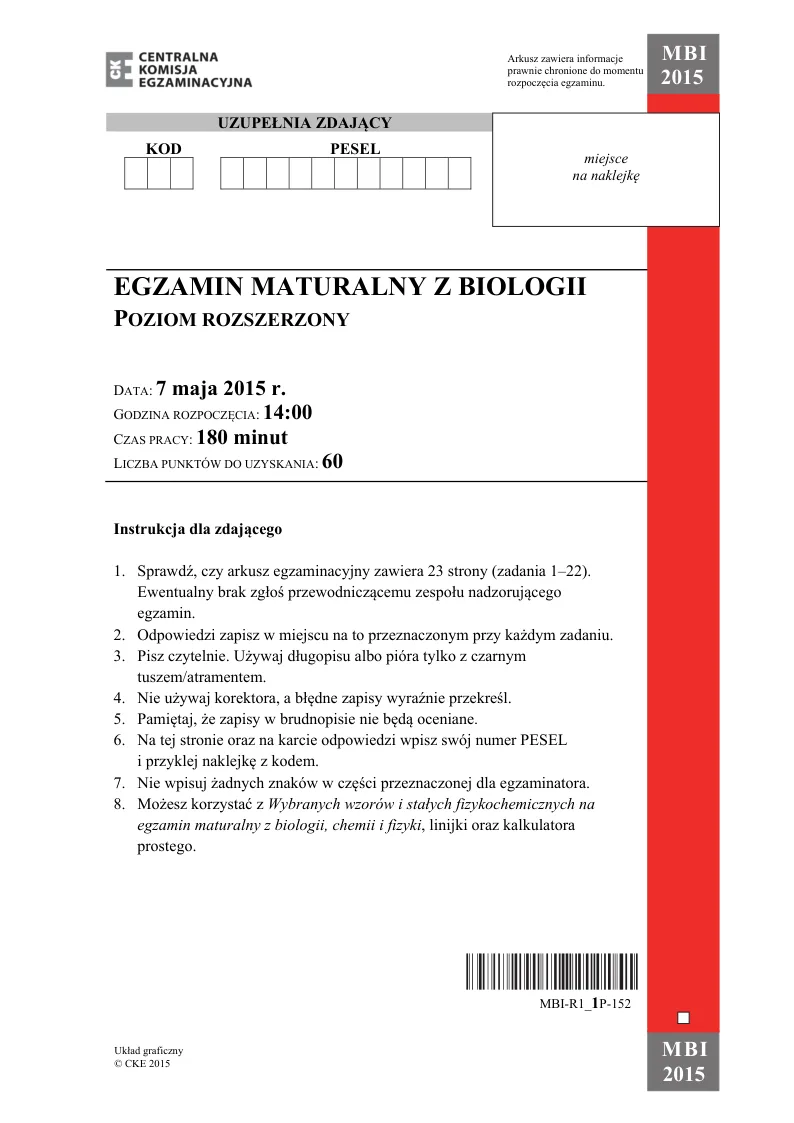 CENTRALNA
KOMISJA
EGZAMINACYJNA
CK
Arkusz zawiera informacje
prawnie chronione do momentu
rozpoczęcia egzaminu.
MBI
2015
UZUPEŁNIA ZDAJĄCY
KOD PESEL
miejsce
na naklejkę
EGZAMIN MATURALNY Z BIOLOGII
POZIOM ROZSZERZONY
DATA: 7 maja 2015 r.
GODZINA ROZPOCZĘCIA: 14:00
CZAS PRACY: 180 minut
LICZBA PUNKTÓW DO UZYSKANIA: 60
Instrukcja dla zdającego
1. Sprawdź, czy arkusz egzaminacyjny zawiera 23 strony (zadania 1–22).
Ewentualny brak zgłoś przewodniczącemu zespołu nadzorującego
egzamin.
2. Odpowiedzi zapisz w miejscu na to przeznaczonym przy każdym zadaniu.
3. Pisz czytelnie. Używaj długopisu albo pióra tylko z czarnym
tuszem/atramentem.
4. Nie używaj korektora, a błędne zapisy wyraźnie przekreśl.
5. Pamiętaj, że zapisy w brudnopisie nie będą oceniane.
6. Na tej stronie oraz na karcie odpowiedzi wpisz swój numer PESEL
i przyklej naklejkę z kodem.
7. Nie wpisuj żadnych znaków w części przeznaczonej dla egzaminatora.
8. Możesz korzystać z Wybranych wzorów i stałych fizykochemicznych na
egzamin maturalny z biologii, chemii i fizyki, linijki oraz kalkulatora
prostego.
MBI-R1_1P-152
Układ graficzny
© CKE 2015
MBI
2015